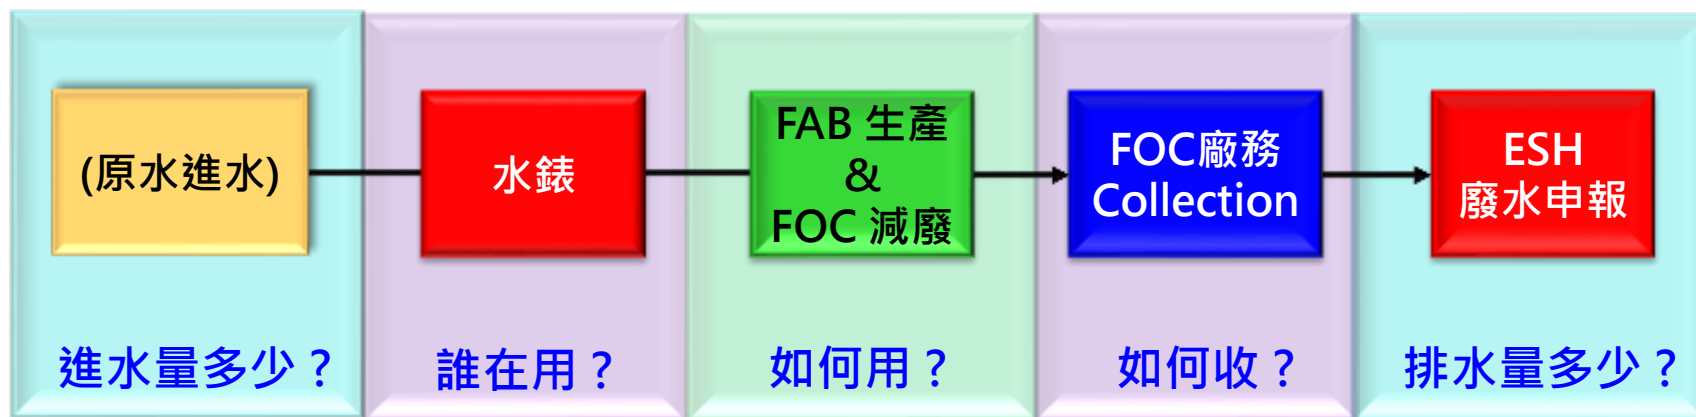 (原水進水)
水錶
FAB 生產
&
FOC 減廢
FOC廠務
Collection
ESH
廢水申報
進水量多少?
誰在用?
如何用?
如何收?
排水量多少?